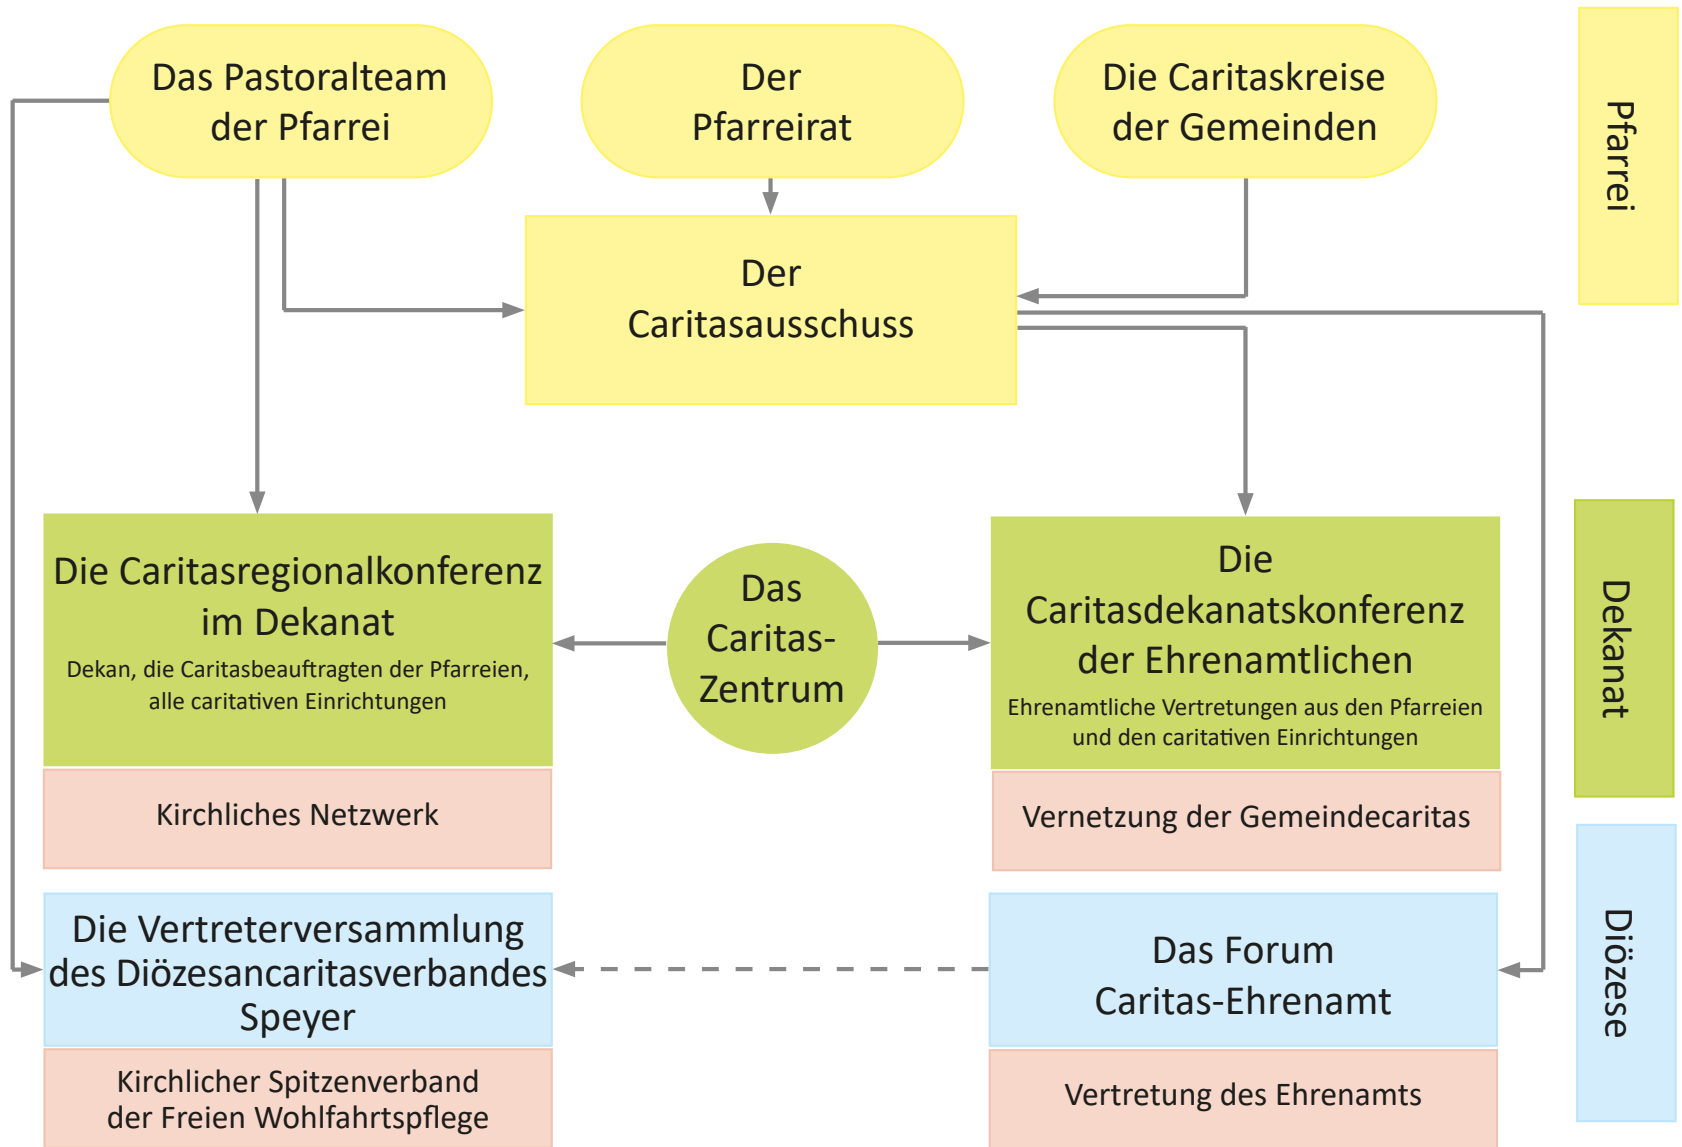 Das Pastoralteam
der Pfarrei
Der
Pfarreirat
Die Caritaskreise
der Gemeinden
Pfarrei
Der
Caritasausschuss
Die Caritasregionalkonferenz
im Dekanat
Dekan, die Caritasbeauftragten der Pfarreien,
alle caritativen Einrichtungen
Kirchliches Netzwerk
Das
Caritas-
Zentrum
Die
Caritasdekanatskonferenz
der Ehrenamtlichen
Ehrenamtliche Vertretungen aus den Pfarreien
und den caritativen Einrichtungen
Vernetzung der Gemeindecaritas
Dekanat
Die Vertreterversammlung
des Diözesancaritasverbandes
Speyer
Kirchlicher Spitzenverband
der Freien Wohlfahrtspflege
Das Forum
Caritas-Ehrenamt
Vertretung des Ehrenamts
Diözese